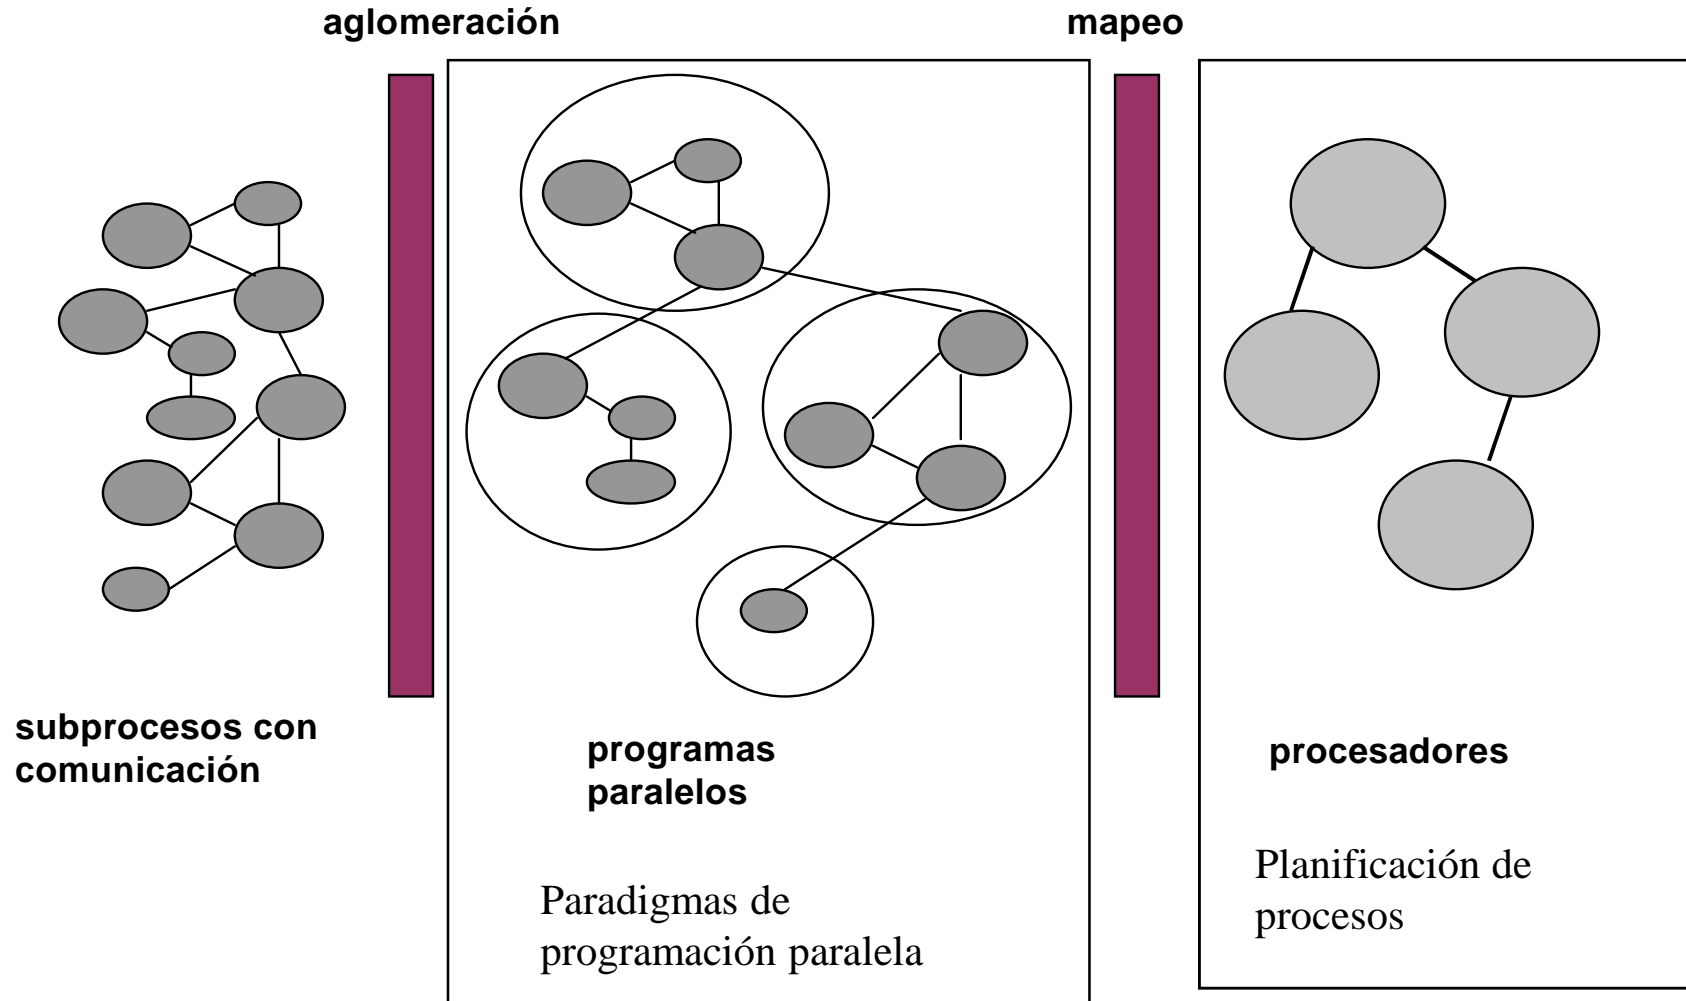 aglomeración
mapeo
subprocesos con
comunicación
programas
paralelos
procesadores
Paradigmas de
programación paralela
Planificación de
procesos